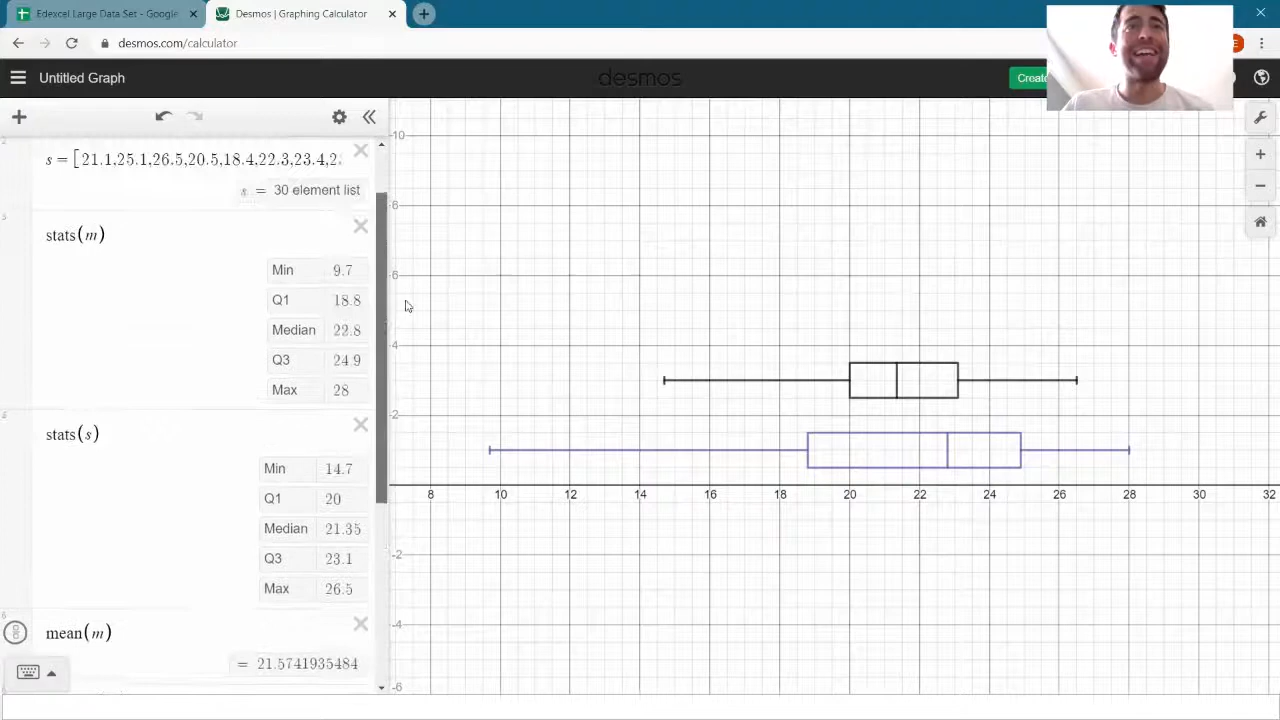 Edexcel Large Data Set - Google
Desmos | Graphing Calculator
desmos.com/calculator
E
Untitled Graph
desmos
Create
2
s = [21.1,25.1,26.5,20.5,18.4,22.3,23.4,2.
s = 30 element list
stats(m)
Min 9.7
Q1 18.8
Median 22.8
Q3 24.9
Max 28
stats(s)
Min 14.7
Q1 20
Median 21.35
Q3 23.1
Max 26.5
6
mean(m)
= 21.5741935484
-10
-8
-6
4
2
8 10 12 14 16 18 20 22 24 26 28 30 32
-2
-4
-6